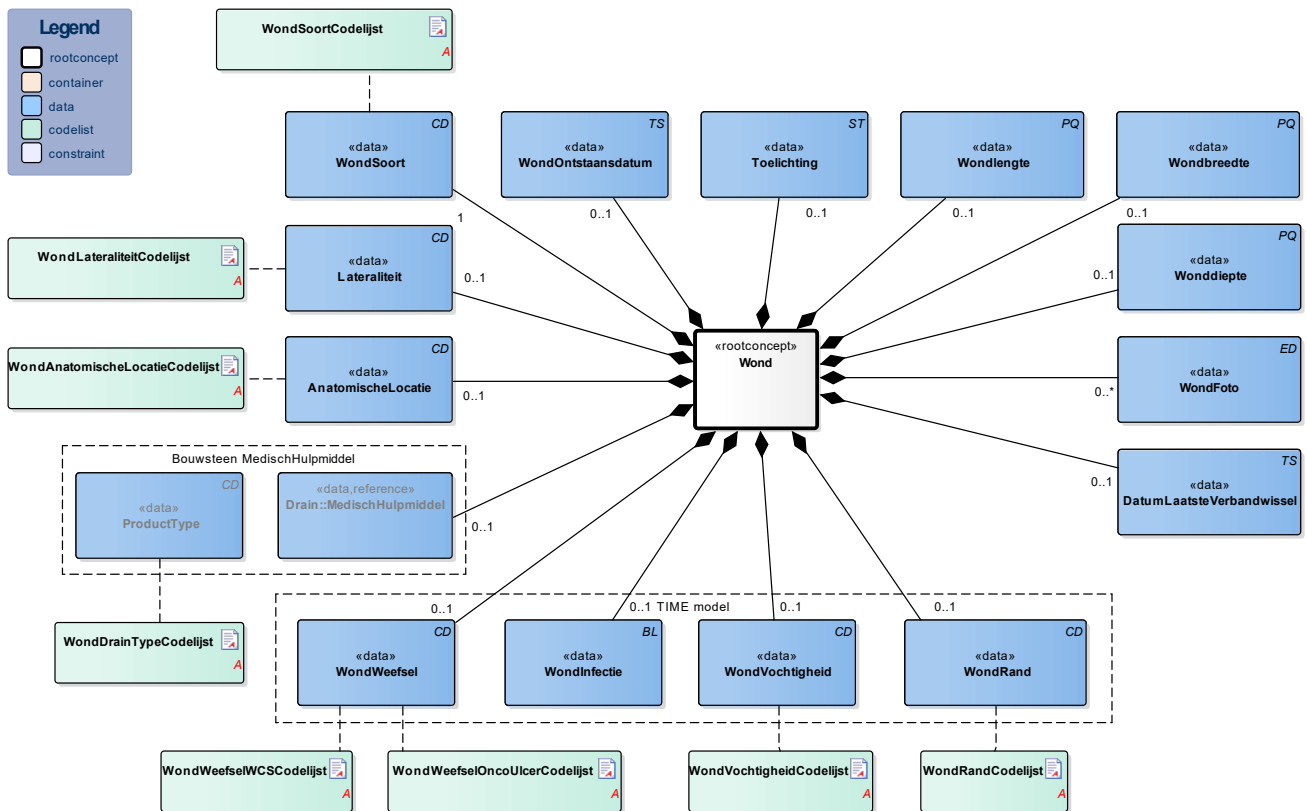 Legend
rootconcept
container
data
codelist
constraint
WondSoortCodelijst
A
CD
«data»
WondSoort
1
TS
«data»
WondOntstaansdatum
0..1
ST
«data»
Toelichting
0..1
PQ
«data»
Wondlengte
0..1
PQ
«data»
Wondbreedte
0..1
WondLateraliteitCodelijst
A
CD
«data»
Lateraliteit
0..1
PQ
«data»
Wonddiepte
0..1
«rootconcept»
Wond
WondAnatomischeLocatieCodelijst
A
CD
«data»
AnatomischeLocatie
0..1
ED
«data»
WondFoto
0..*
Bouwsteen MedischHulpmiddel
CD
«data»
ProductType
«data,reference»
Drain::MedischHulpmiddel
0..1
TS
«data»
DatumLaatsteVerbandwissel
0..1
WondDrainTypeCodelijst
A
TIME model
0..1
CD
«data»
WondWeefsel
0..1
BL
«data»
WondInfectie
0..1
CD
«data»
WondVochtigheid
0..1
CD
«data»
WondRand
WondWeefselWCSCodelijst
A
WondWeefselOncoUlcerCodelijst
A
WondVochtigheidCodelijst
A
WondRandCodelijst
A